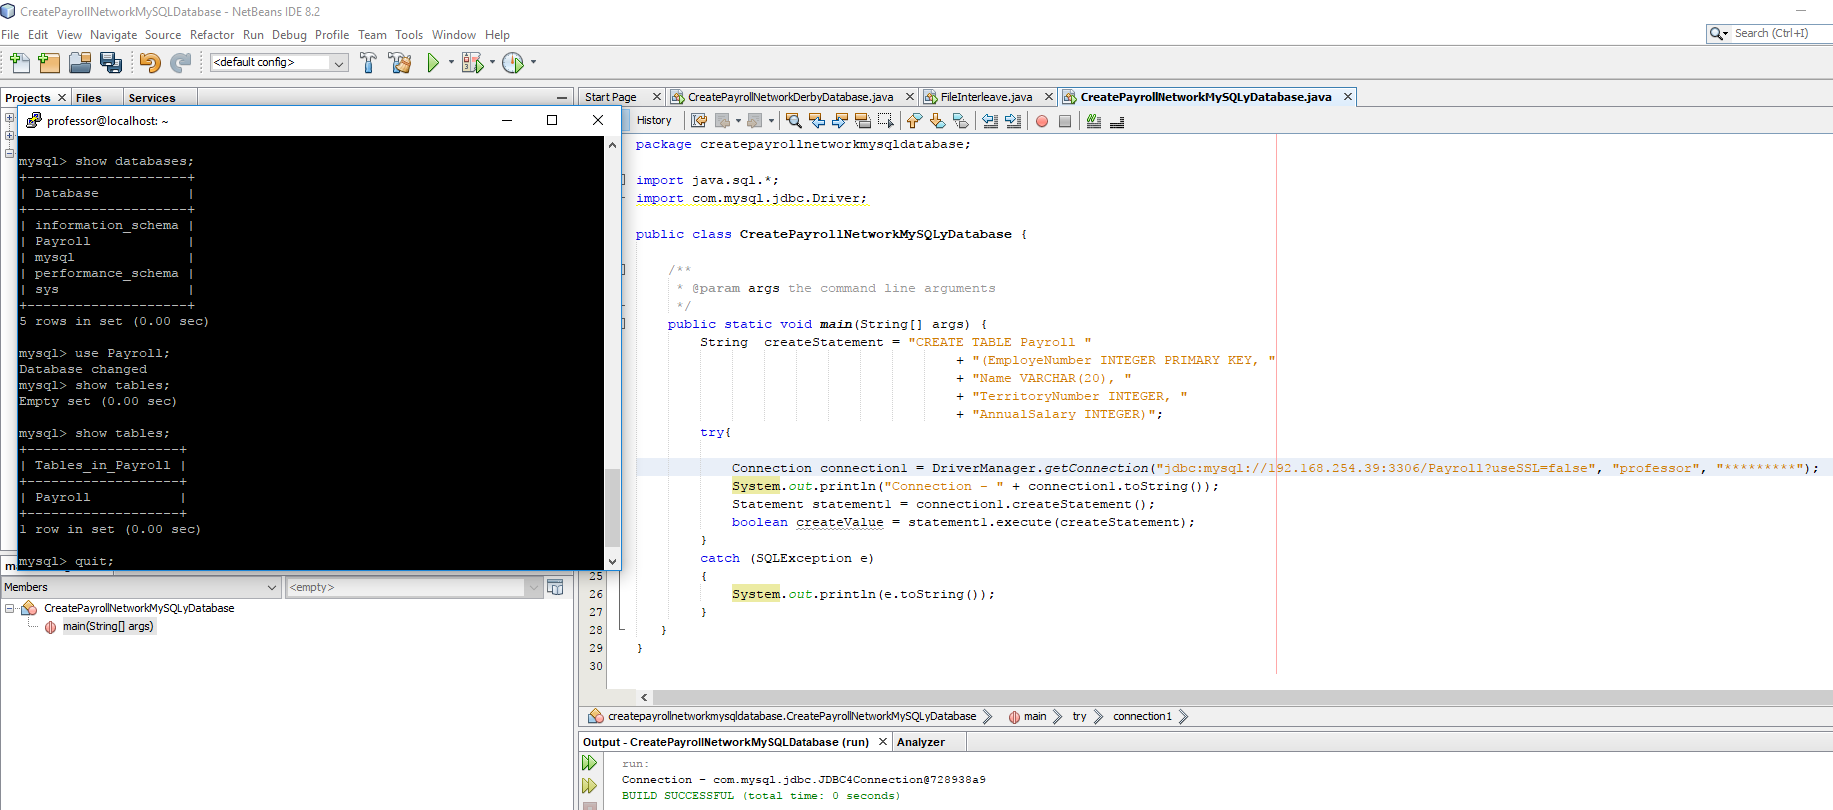 CreatePayrollNetworkMySQLDatabase - NetBeans IDE 8.2
File Edit View Navigate Source Refactor Run Debug Profile Team Tools Window Help
Search (Ctrl+I)
<default config>
Projects Files Services
Start Page CreatePayrollNetworkDerbyDatabase.java FileInterleave.java CreatePayrollNetworkMySQLyDatabase.java
professor@localhost: ~
mysql> show databases;
+--------------------+
| Database           |
+--------------------+
| information_schema |
| Payroll            |
| mysql              |
| performance_schema |
| sys                |
+--------------------+
5 rows in set (0.00 sec)
mysql> use Payroll;
Database changed
mysql> show tables;
Empty set (0.00 sec)
mysql> show tables;
+-------------------+
| Tables_in_Payroll |
+-------------------+
| Payroll           |
+-------------------+
1 row in set (0.00 sec)
mysql> quit;
History
package createpayrollnetworkmysqldatabase;
import java.sql.*;
import com.mysql.jdbc.Driver;
public class CreatePayrollNetworkMySQLyDatabase {
/**
* @param args the command line arguments
*/
public static void main(String[] args) {
String  createStatement = "CREATE TABLE Payroll "
+ "(EmployeNumber INTEGER PRIMARY KEY, "
+ "Name VARCHAR(20), "
+ "TerritoryNumber INTEGER, "
+ "AnnualSalary INTEGER)";
try{
Connection connection1 = DriverManager.getConnection("jdbc:mysql://192.168.254.39:3306/Payroll?useSSL=false", "professor", "*********");
System.out.println("Connection - " + connection1.toString());
Statement statement1 = connection1.createStatement();
boolean createValue = statement1.execute(createStatement);
}
catch (SQLException e)
25 {
26 System.out.println(e.toString());
27 }
28 }
29 }
30
Members <empty>
CreatePayrollNetworkMySQLyDatabase
main(String[] args)
createpayrollnetworkmysqldatabase.CreatePayrollNetworkMySQLyDatabase main try connection1
Output - CreatePayrollNetworkMySQLDatabase (run) Analyzer
run:
Connection - com.mysql.jdbc.JDBC4Connection@728938a9
BUILD SUCCESSFUL (total time: 0 seconds)